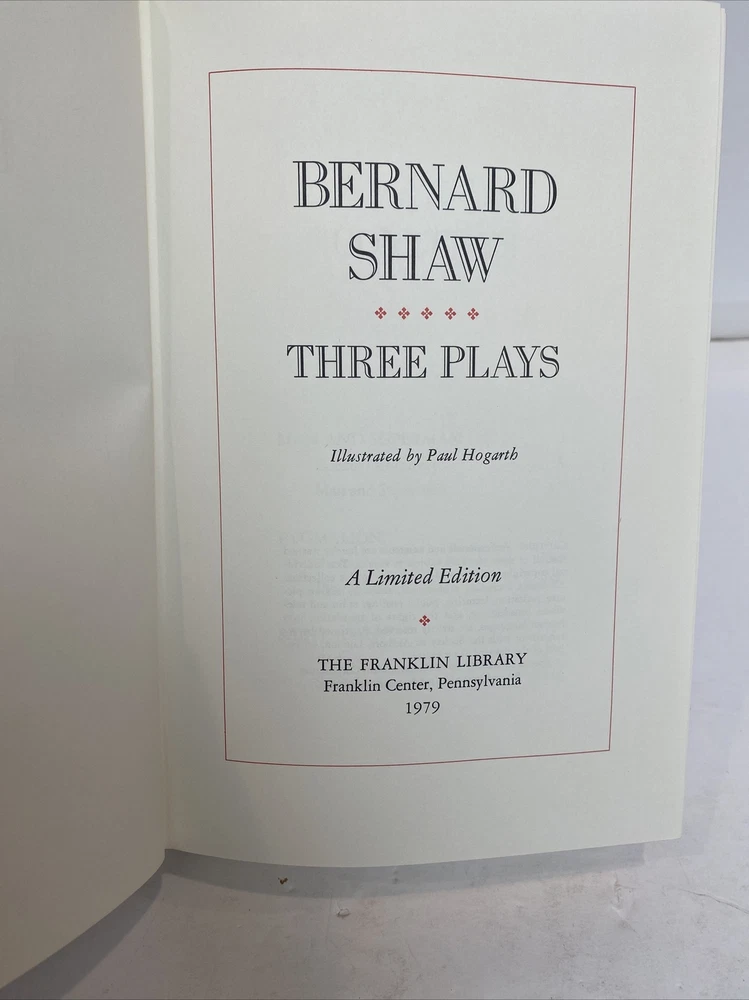 BERNARD
SHAW
THREE PLAYS
Illustrated by Paul Hogarth
A Limited Edition
THE FRANKLIN LIBRARY
Franklin Center, Pennsylvania
1979